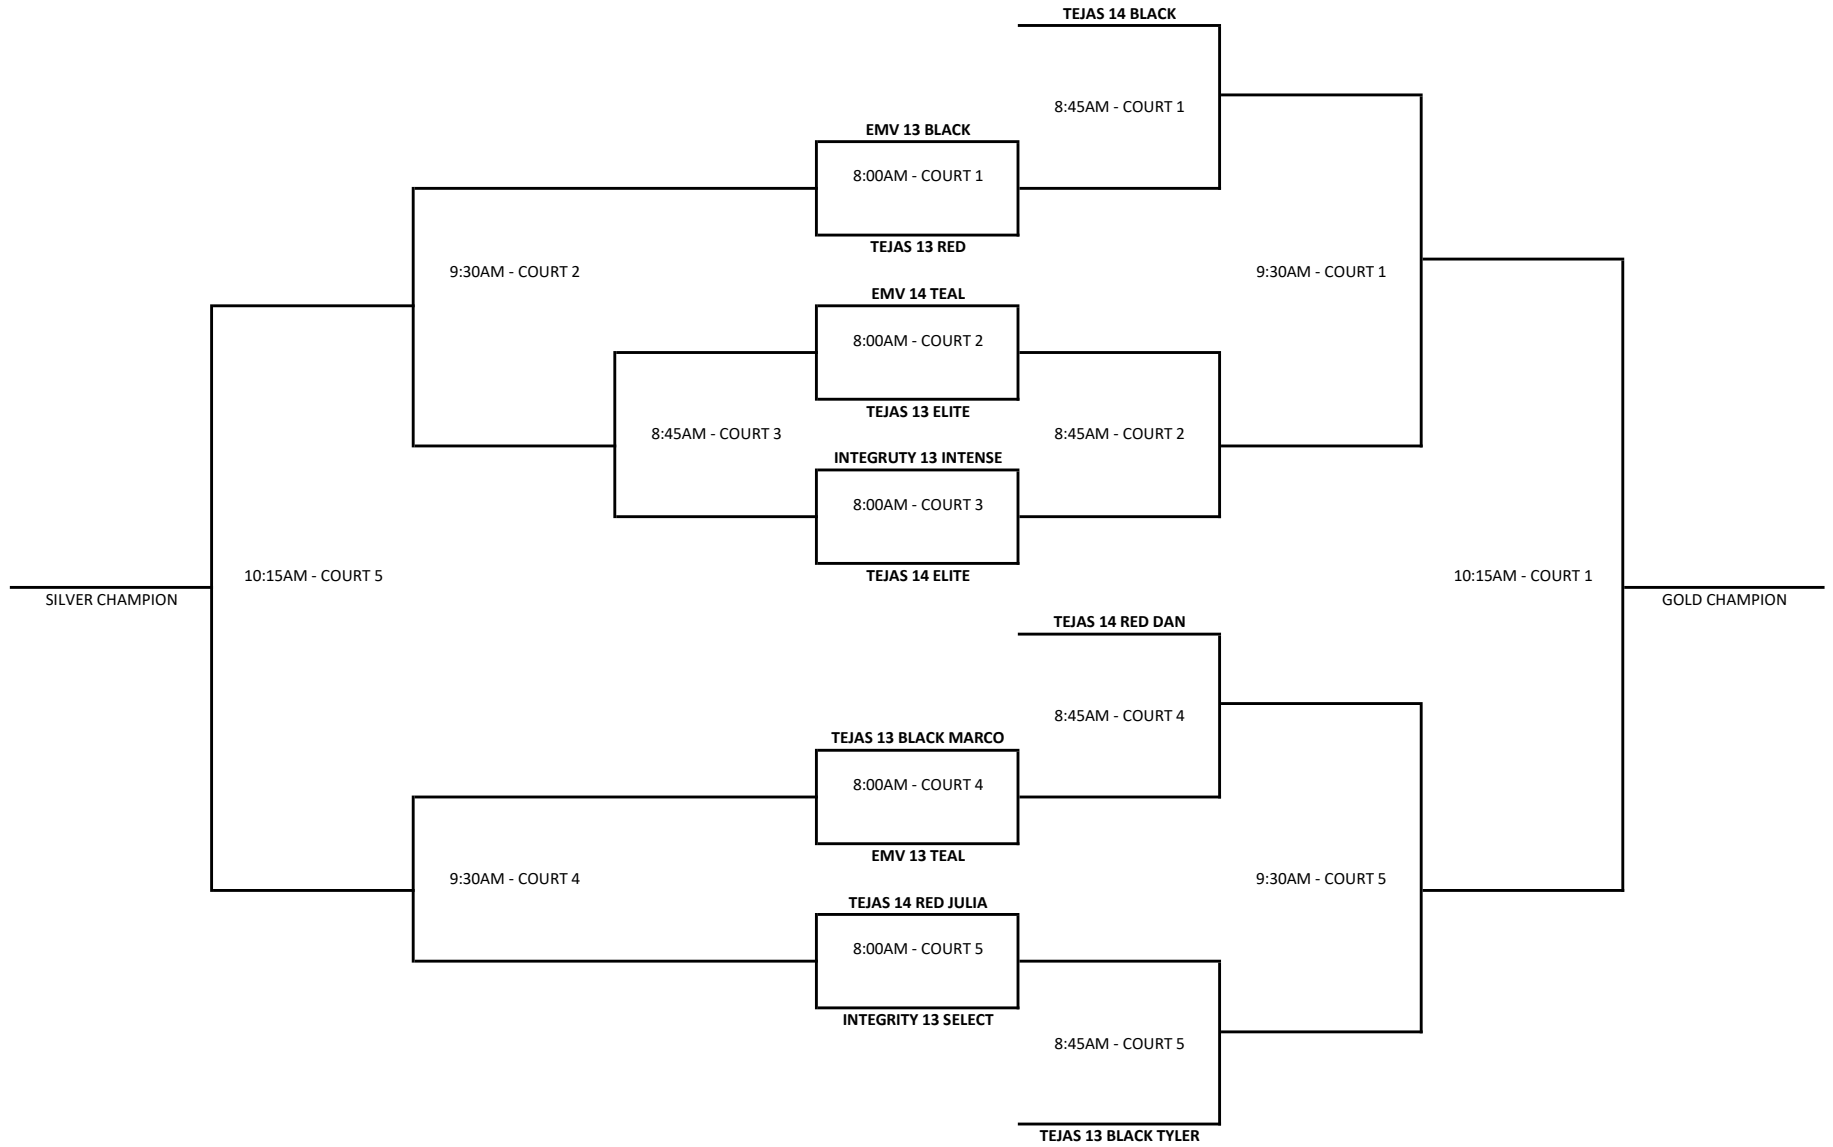 TEJAS 14 BLACK
8:45AM - COURT 1
EMV 13 BLACK
8:00AM - COURT 1
TEJAS 13 RED
9:30AM - COURT 2
9:30AM - COURT 1
EMV 14 TEAL
8:00AM - COURT 2
TEJAS 13 ELITE
8:45AM - COURT 3
8:45AM - COURT 2
INTEGRUTY 13 INTENSE
8:00AM - COURT 3
TEJAS 14 ELITE
10:15AM - COURT 5
10:15AM - COURT 1
SILVER CHAMPION
GOLD CHAMPION
TEJAS 14 RED DAN
8:45AM - COURT 4
TEJAS 13 BLACK MARCO
8:00AM - COURT 4
EMV 13 TEAL
9:30AM - COURT 4
9:30AM - COURT 5
TEJAS 14 RED JULIA
8:00AM - COURT 5
INTEGRITY 13 SELECT
8:45AM - COURT 5
TEJAS 13 BLACK TYLER